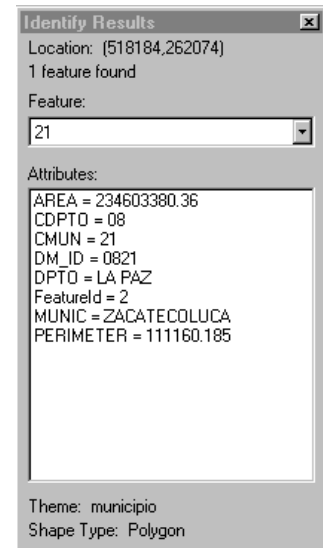 Identify Results
Location: (518184,262074)
1 feature found
Feature:
21
Attributes:
AREA = 234603380.36
CDPTO = 08
CMUN = 21
DM_ID = 0821
DPTO = LA PAZ
FeatureId = 2
MUNIC = ZACATECOLUCA
PERIMETER = 111160.185
Theme: municipio
Shape Type: Polygon